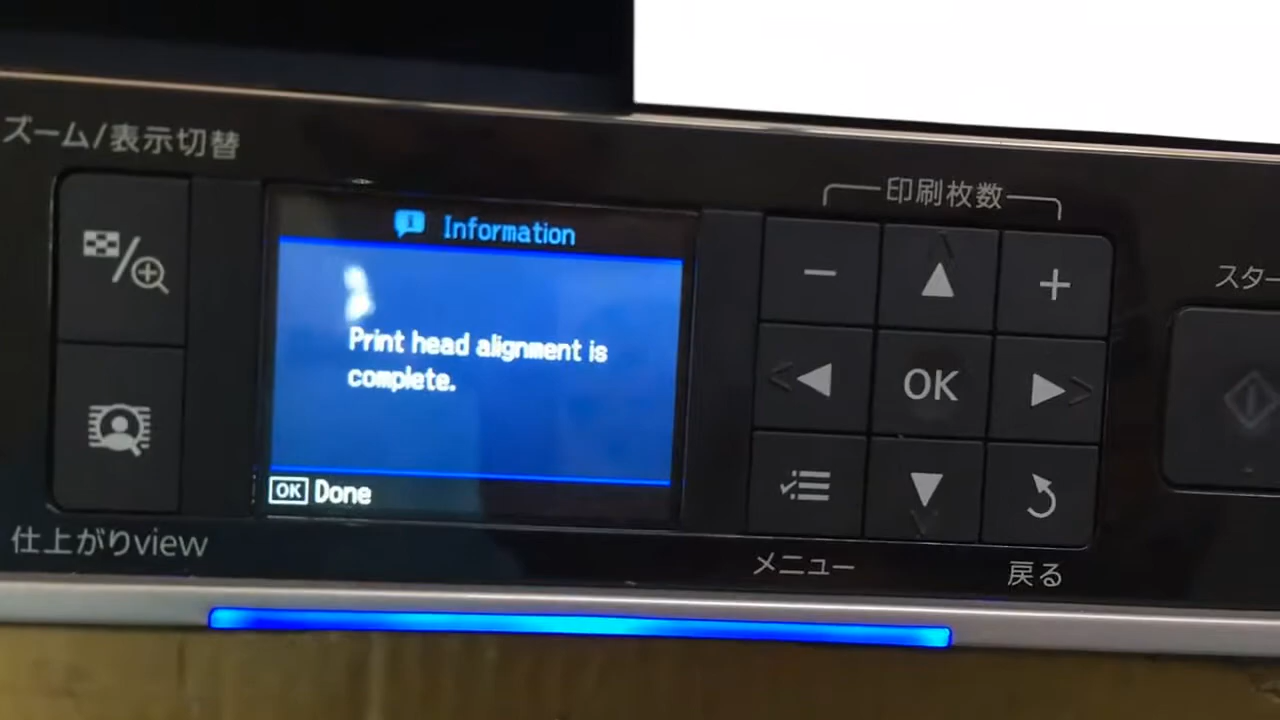 ズーム/表示切替
Information
Print head alignment is
complete.
OK Done
仕上がりview
印刷枚数
OK
メニュー
戻る
スター